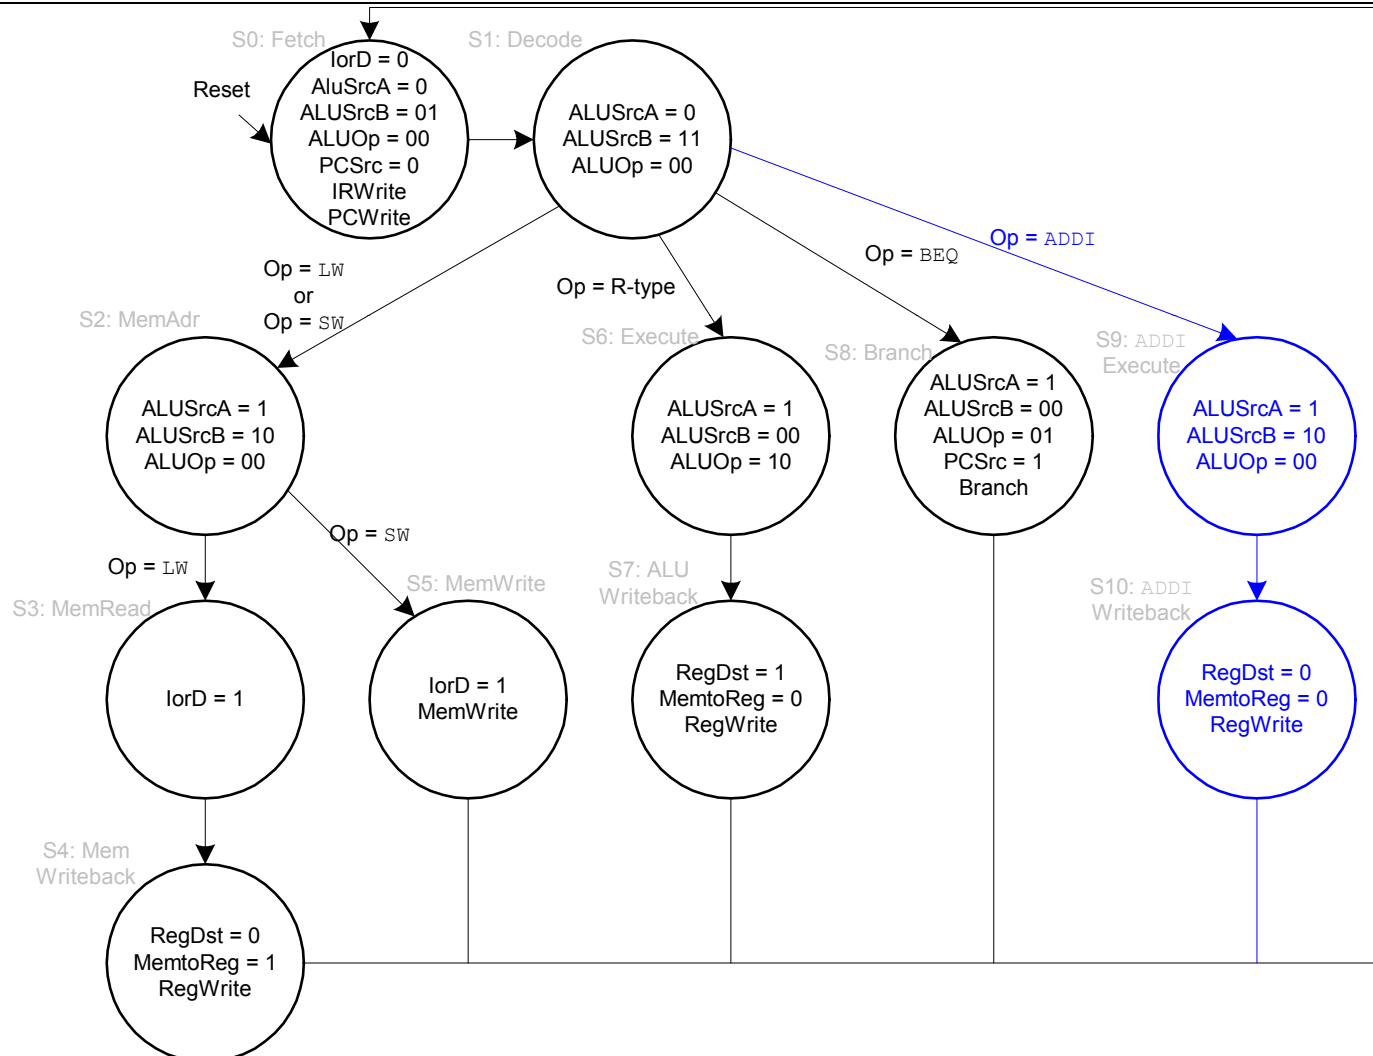 S0: Fetch
S1: Decode
Reset
IorD = 0
AluSrcA = 0
ALUSrcB = 01
ALUOp = 00
PCSrc = 0
IRWrite
PCWrite
ALUSrcA = 0
ALUSrcB = 11
ALUOp = 00
Op = LW
or
Op = SW
Op = R-type
Op = BEQ
Op = ADDI
S2: MemAdr
ALUSrcA = 1
ALUSrcB = 10
ALUOp = 00
S6: Execute
ALUSrcA = 1
ALUSrcB = 00
ALUOp = 10
S8: Branch
ALUSrcA = 1
ALUSrcB = 00
ALUOp = 01
PCSrc = 1
Branch
S9: ADDI
Execute
ALUSrcA = 1
ALUSrcB = 10
ALUOp = 00
Op = LW
Op = SW
S3: MemRead
IorD = 1
S5: MemWrite
IorD = 1
MemWrite
S7: ALU
Writeback
RegDst = 1
MemtoReg = 0
RegWrite
S10: ADDI
Writeback
RegDst = 0
MemtoReg = 0
RegWrite
S4: Mem
Writeback
RegDst = 0
MemtoReg = 1
RegWrite